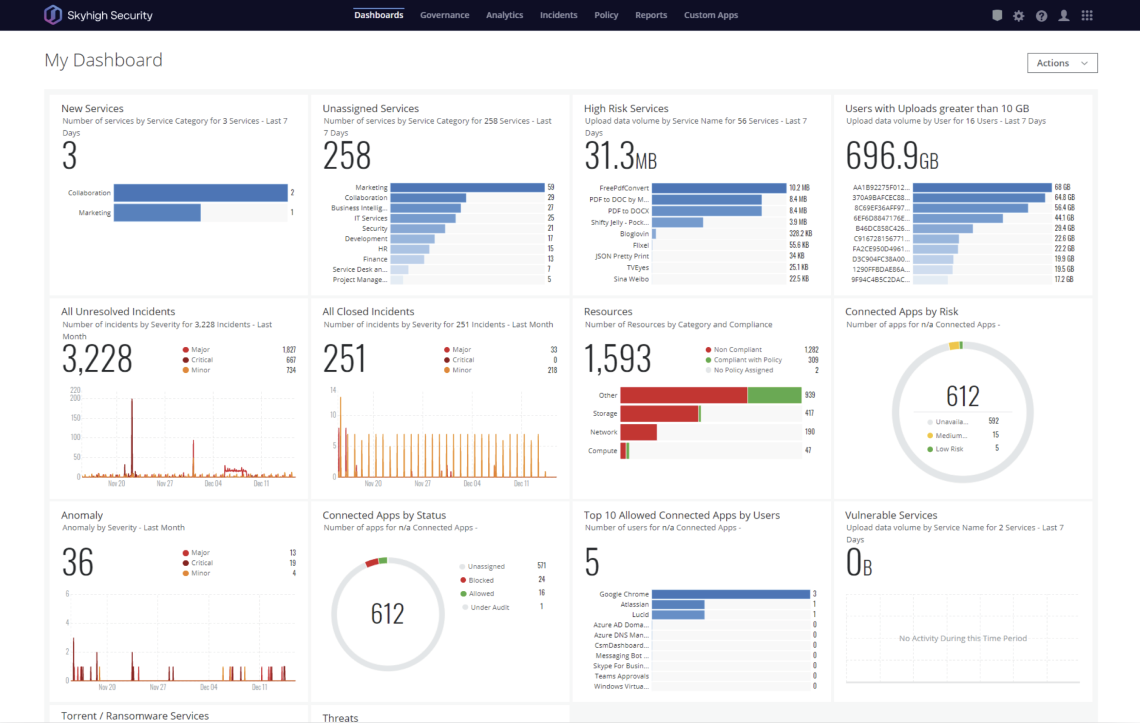 Skyhigh Security
Dashboards Governance Analytics Incidents Policy Reports Custom Apps
My Dashboard
Actions
New Services
Number of services by Service Category for 3 Services - Last 7
Days
3
Collaboration 2
Marketing 1
Unassigned Services
Number of services by Service Category for 258 Services - Last
7 Days
258
Marketing 59
Collaboration 29
Business Intellig... 27
IT Services 25
Security 21
Development 17
HR 15
Finance 13
Service Desk an... 7
Project Manage... 5
High Risk Services
Upload data volume by Service Name for 56 Services - Last 7
Days
31.3MB
FreePdfConvert 10.2 MB
PDF to DOC by M... 8.4 MB
PDF to DOCX 8.4 MB
Shifty Jelly - Pock... 3.9 MB
Bloglovin 328.2 KB
Flixel 55.6 KB
JSON Pretty Print 34 KB
TVEyes 25.1 KB
Sina Weibo 22.5 KB
Users with Uploads greater than 10 GB
Upload data volume by User for 16 Users - Last 7 Days
696.9GB
AA1B92275F012... 68 GB
370A9BAFCEC88... 64.8 GB
8C69EF36AFF97... 56.4 GB
6EF6D8847176E... 44.1 GB
B46DC858C426... 29.4 GB
C916728156771... 22.6 GB
FA2CE950D4961... 22.2 GB
D3C904FC38A00... 19.9 GB
1290FFBDAE86A... 19.5 GB
9F94C4B5C2DAC... 17.2 GB
All Unresolved Incidents
Number of incidents by Severity for 3,228 Incidents - Last
Month
3,228
Major 1,827
Critical 667
Minor 734
220
200
150
100
50
0
Nov 20 Nov 27 Dec 04 Dec 11
All Closed Incidents
Number of incidents by Severity for 251 Incidents - Last Month
251
Major 33
Critical 0
Minor 218
14
10
5
0
Nov 20 Nov 27 Dec 04 Dec 11
Resources
Number of Resources by Category and Compliance
1,593
Non Compliant 1,282
Compliant with Policy 309
No Policy Assigned 2
Other 939
Storage 417
Network 190
Compute 47
Connected Apps by Risk
Number of apps for n/a Connected Apps -
612
Unavaila... 592
Medium... 15
Low Risk 5
Anomaly
Anomaly by Severity - Last Month
36
Major 13
Critical 19
Minor 4
6
4
2
0
Nov 20 Nov 27 Dec 04 Dec 11
Connected Apps by Status
Number of apps for n/a Connected Apps -
612
Unassigned 571
Blocked 24
Allowed 16
Under Audit 1
Top 10 Allowed Connected Apps by Users
Number of users for n/a Connected Apps -
5
Google Chrome 3
Atlassian 1
Lucid 1
Azure AD Doma... 0
Azure DNS Man... 0
CsmDashboard... 0
Messaging Bot ... 0
Skype For Busin... 0
Teams Approvals 0
Windows Virtua... 0
Vulnerable Services
Upload data volume by Service Name for 2 Services - Last 7
Days
0B
No Activity During this Time Period
Torrent / Ransomware Services
Threats